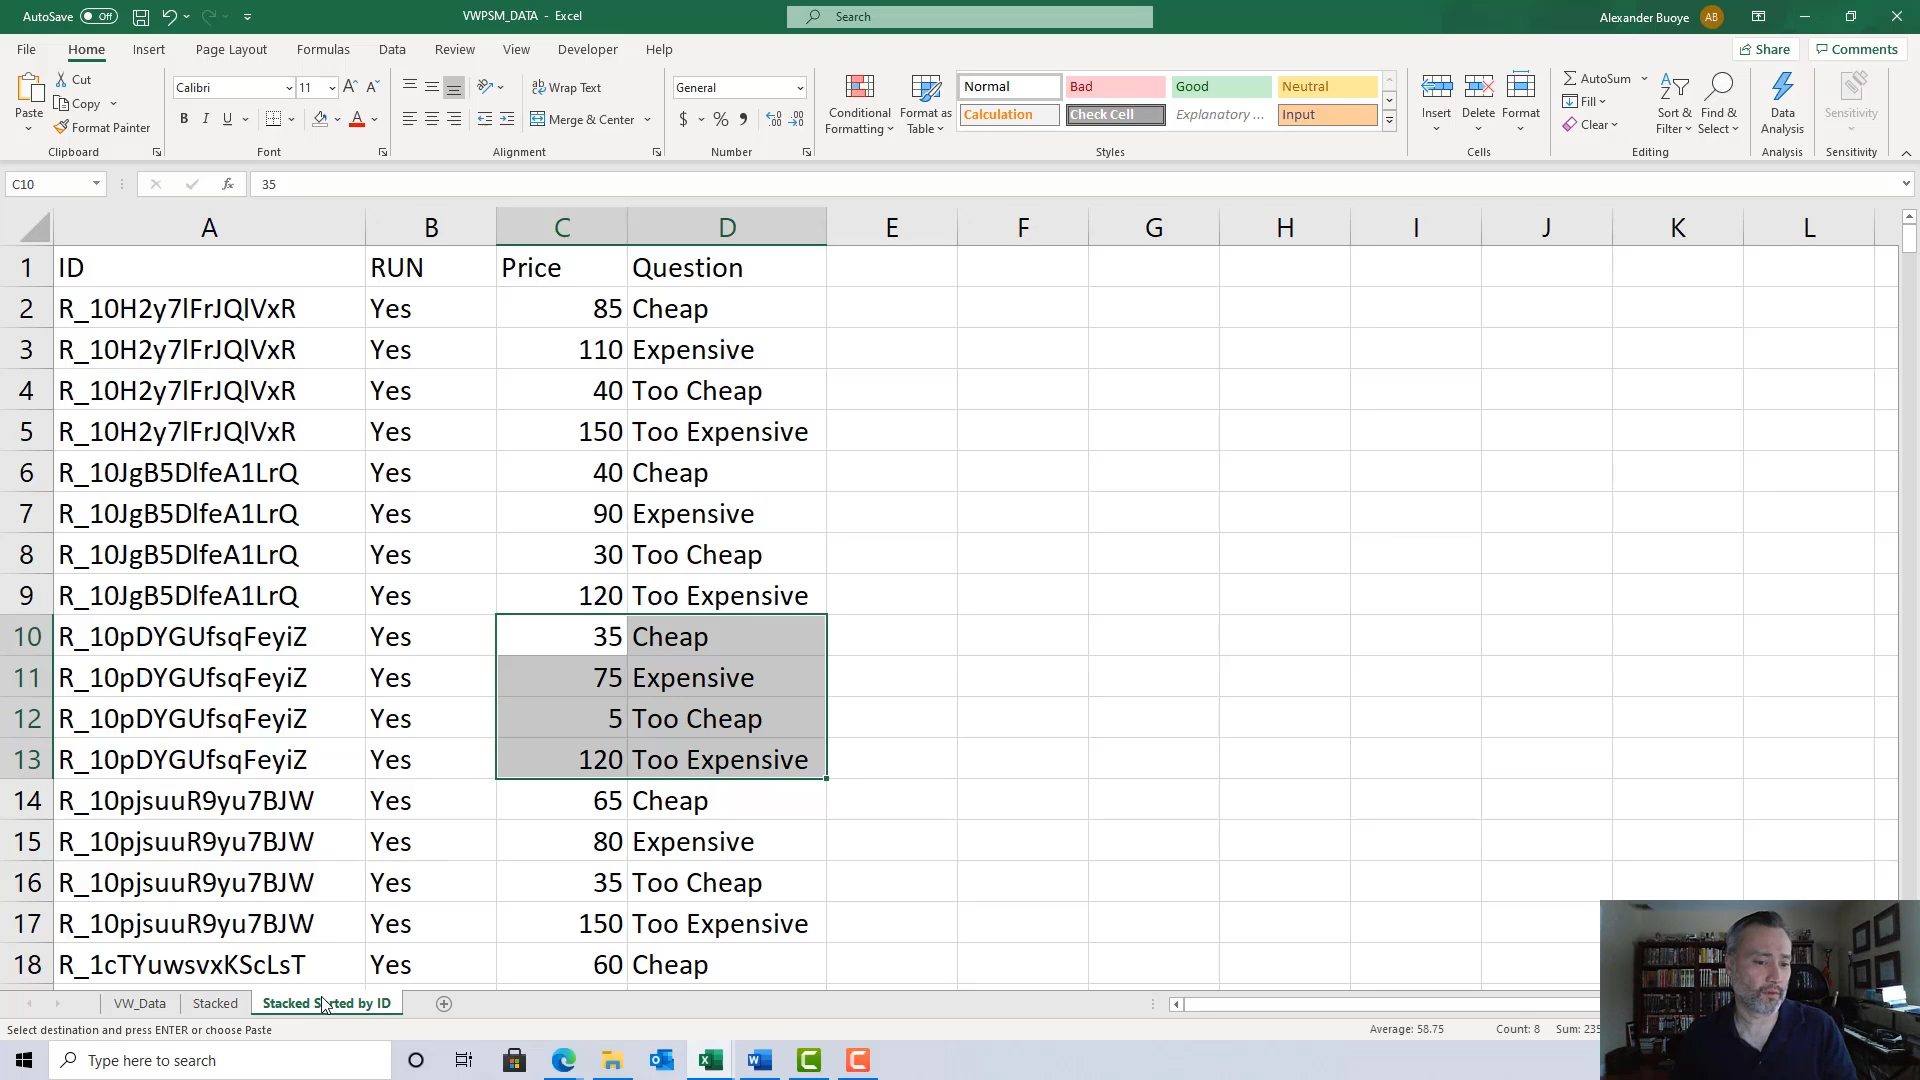 AutoSave Off VWPSM_DATA - Excel Search Alexander Buoye AB
File Home Insert Page Layout Formulas Data Review View Developer Help Share Comments
Paste Cut Copy Format Painter Clipboard
Calibri 11 B I U A A A Font
Wrap Text Merge & Center Alignment
General $ % Number
Conditional Formatting Format as Table Normal Bad Good Neutral Calculation Check Cell Explanatory ... Input Styles
Insert Delete Format Cells
AutoSum Fill Clear Sort & Filter Find & Select Editing
Data Analysis Analysis
Sensitivity Sensitivity
C10 fx 35
A B C D E F G H I J K L
1 ID RUN Price Question
2 R_10H2y7lFrJQlVxR Yes 85 Cheap
3 R_10H2y7lFrJQlVxR Yes 110 Expensive
4 R_10H2y7lFrJQlVxR Yes 40 Too Cheap
5 R_10H2y7lFrJQlVxR Yes 150 Too Expensive
6 R_10JgB5DlfeA1LrQ Yes 40 Cheap
7 R_10JgB5DlfeA1LrQ Yes 90 Expensive
8 R_10JgB5DlfeA1LrQ Yes 30 Too Cheap
9 R_10JgB5DlfeA1LrQ Yes 120 Too Expensive
10 R_10pDYGUfsqFeyiZ Yes 35 Cheap
11 R_10pDYGUfsqFeyiZ Yes 75 Expensive
12 R_10pDYGUfsqFeyiZ Yes 5 Too Cheap
13 R_10pDYGUfsqFeyiZ Yes 120 Too Expensive
14 R_10pjsuuR9yu7BJW Yes 65 Cheap
15 R_10pjsuuR9yu7BJW Yes 80 Expensive
16 R_10pjsuuR9yu7BJW Yes 35 Too Cheap
17 R_10pjsuuR9yu7BJW Yes 150 Too Expensive
18 R_1cTYuwsvxKScLsT Yes 60 Cheap
VW_Data Stacked Stacked Sorted by ID
Select destination and press ENTER or choose Paste Average: 58.75 Count: 8 Sum: 235
Type here to search